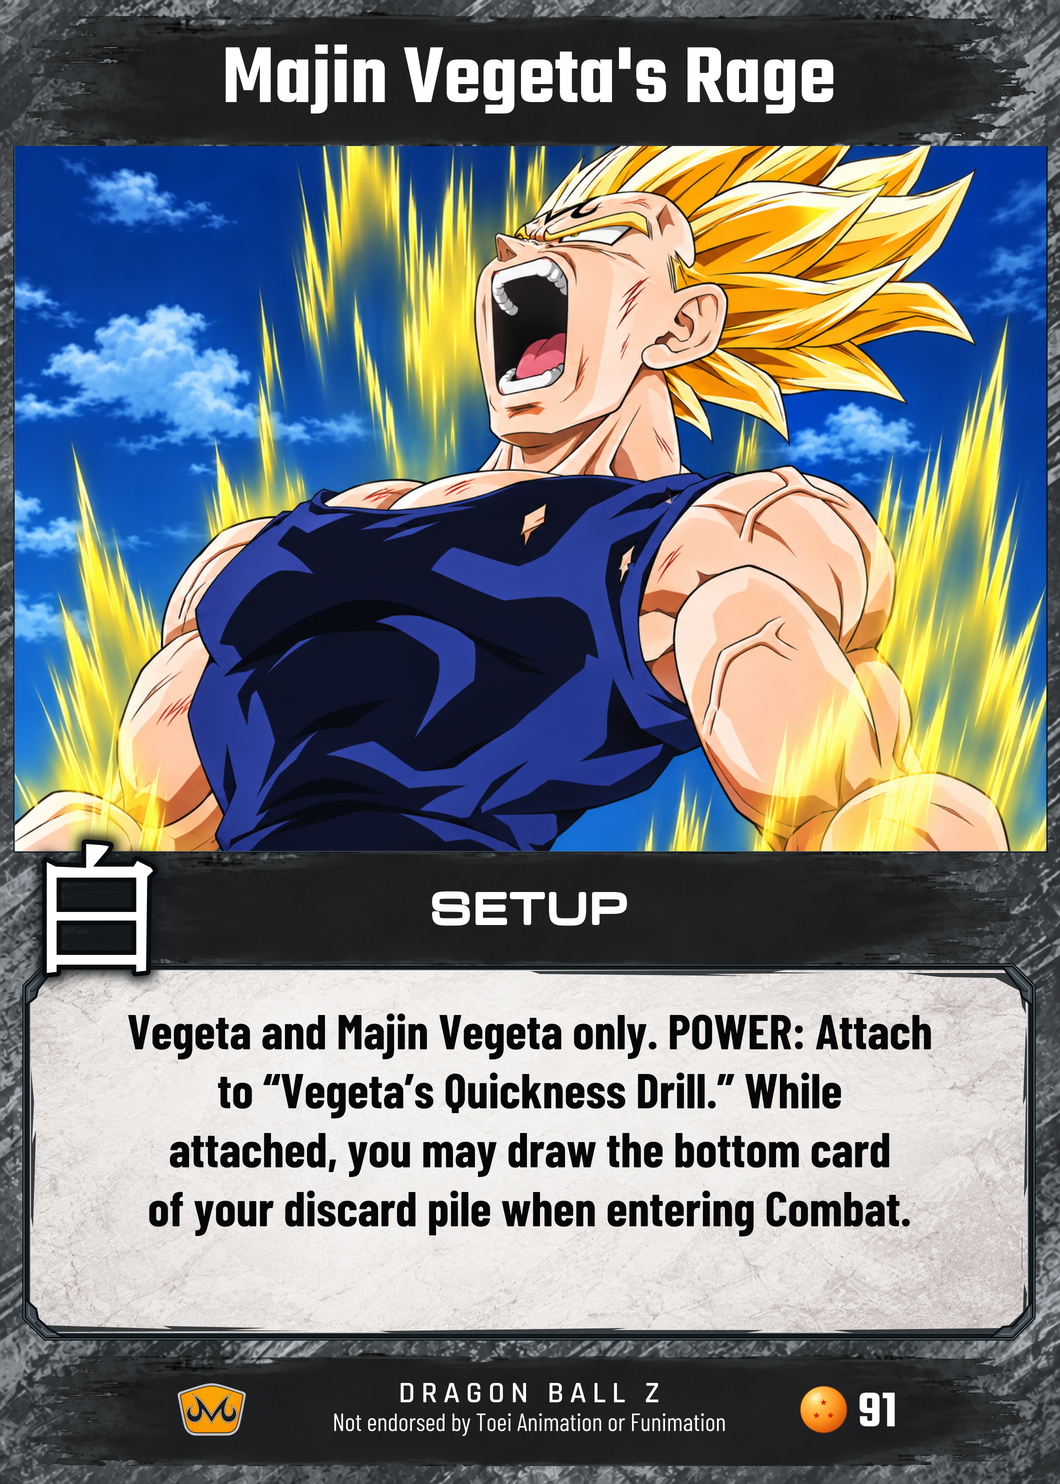 Majin Vegeta's Rage
白
SETUP
Vegeta and Majin Vegeta only. POWER: Attach
to “Vegeta’s Quickness Drill.” While
attached, you may draw the bottom card
of your discard pile when entering Combat.
DRAGON BALL Z
Not endorsed by Toei Animation or Funimation
91